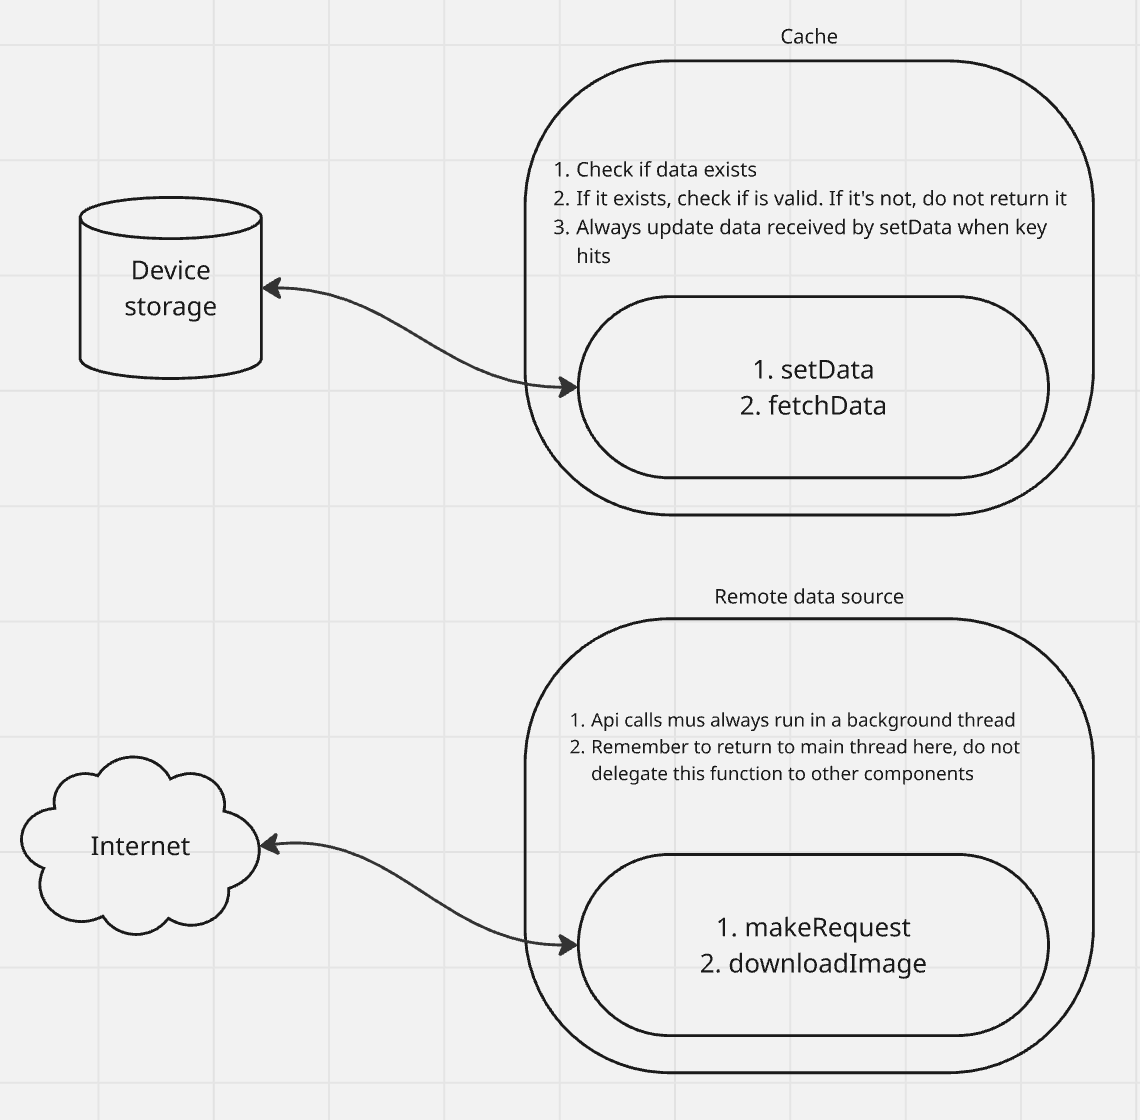 Cache
1. Check if data exists
2. If it exists, check if is valid. If it's not, do not return it
3. Always update data received by setData when key
hits
Device
storage
1. setData
2. fetchData
Remote data source
1. Api calls mus always run in a background thread
2. Remember to return to main thread here, do not
delegate this function to other components
Internet
1. makeRequest
2. downloadImage